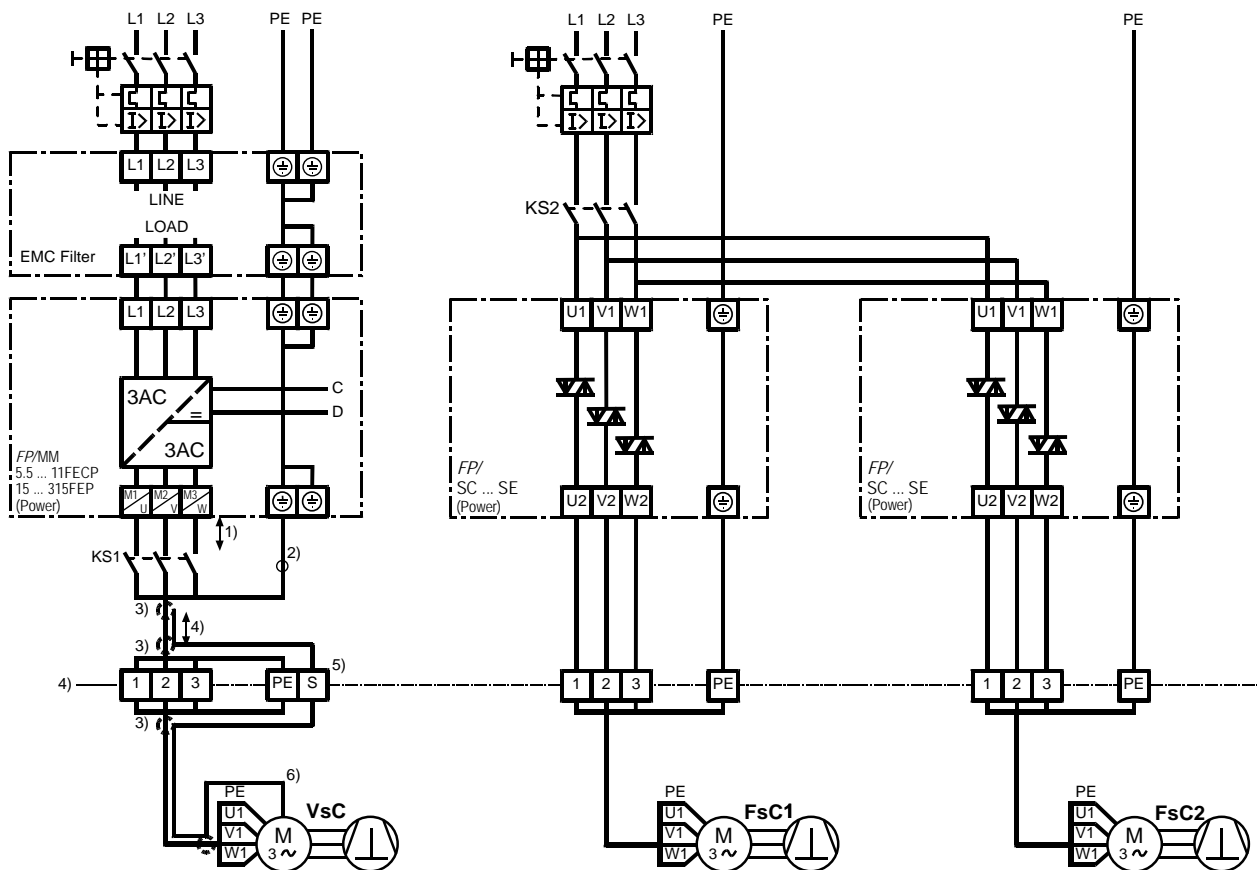 L1 L2 L3 PE PE
L1 L2 L3
LINE
LOAD
EMC Filter
L1' L2' L3'
L1 L2 L3
3AC
=
3AC
C
D
FP/MM
5.5 ... 11FECP
15 ... 315FEP
(Power)
M1 U M2 V M3 W
1)
KS1
2)
3)
4)
3)
5)
4)
1 2 3 PE S
3)
6)
PE
U1
V1
W1
M
3 ~
VsC
L1 L2 L3 PE
I> I> I>
I> I> I>
KS2
U1 V1 W1
FP/
SC ... SE
(Power)
U2 V2 W2
1 2 3 PE
PE
U1
V1
W1
M
3 ~
FsC1
PE
U1 V1 W1
FP/
SC ... SE
(Power)
U2 V2 W2
1 2 3 PE
PE
U1
V1
W1
M
3 ~
FsC2